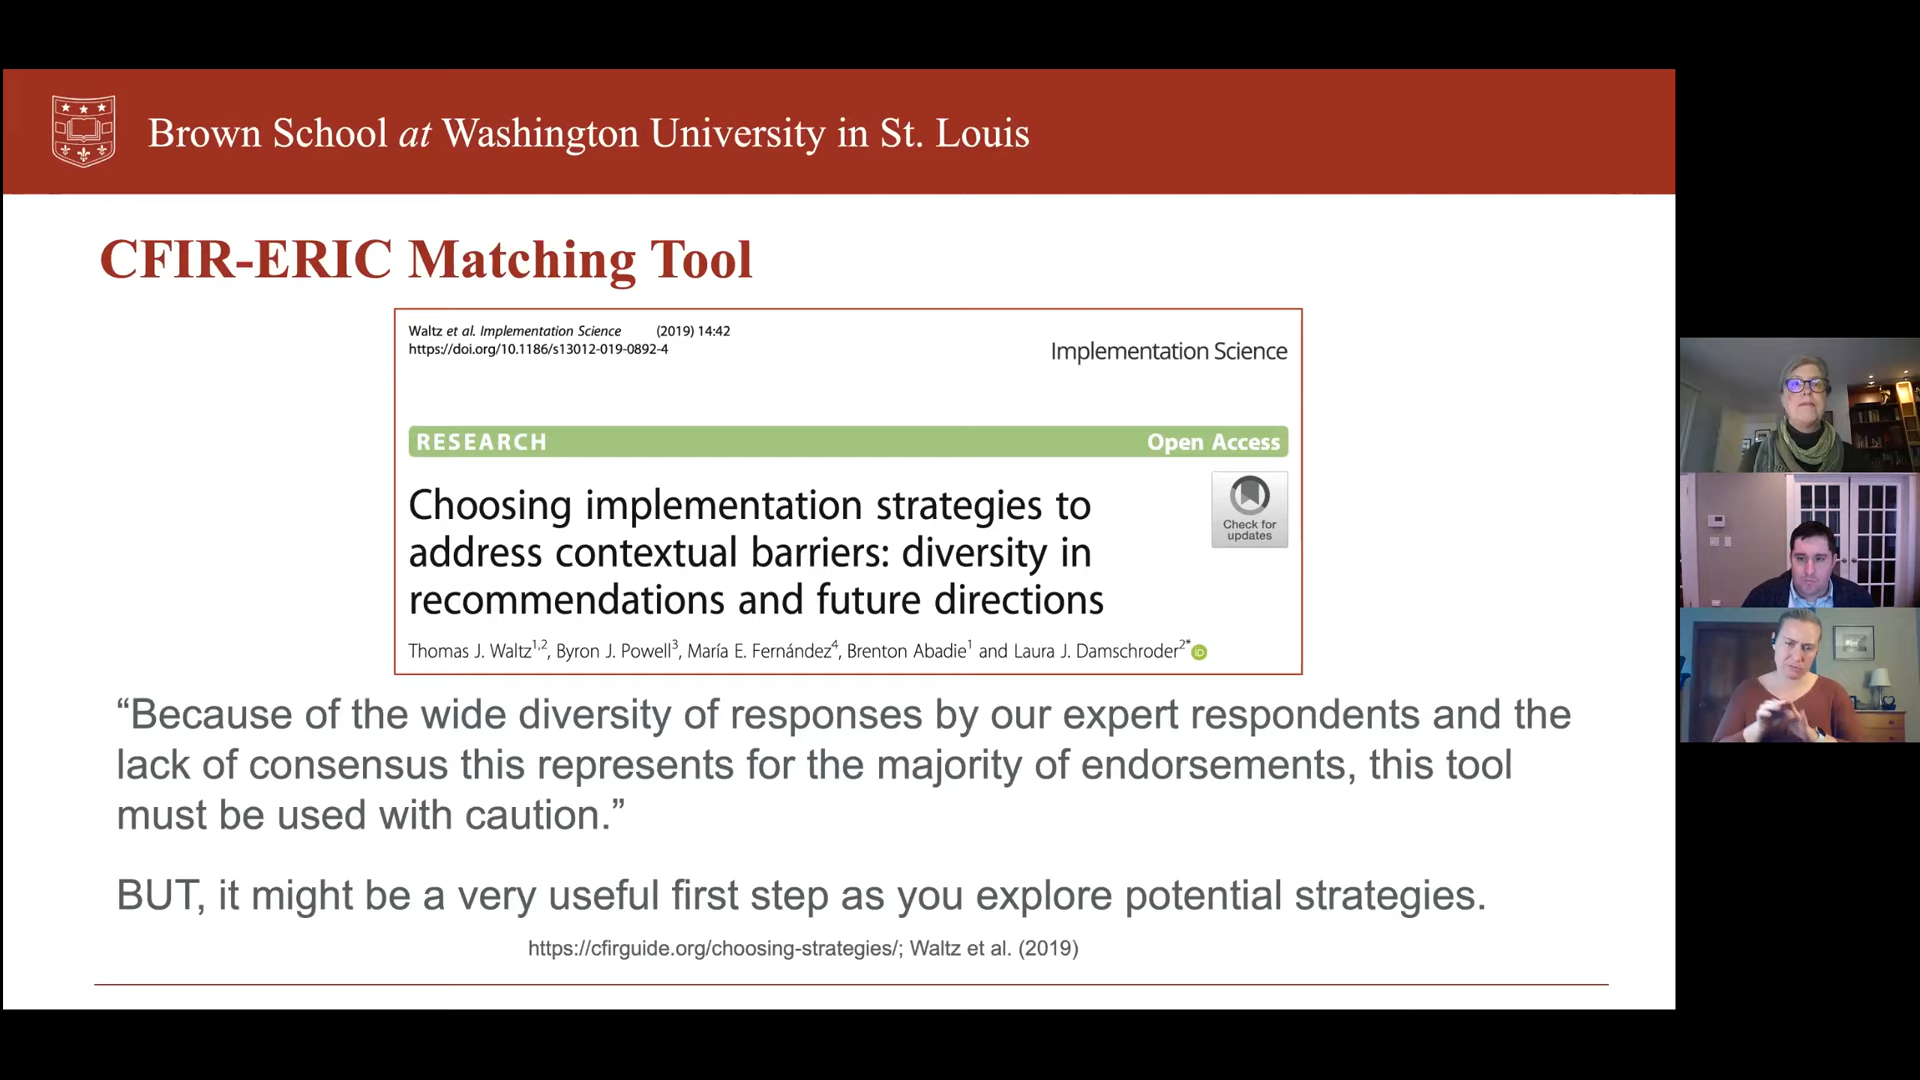 Brown School at Washington University in St. Louis
CFIR-ERIC Matching Tool
Waltz et al. Implementation Science (2019) 14:42
https://doi.org/10.1186/s13012-019-0892-4
Implementation Science
RESEARCH Open Access
Choosing implementation strategies to
address contextual barriers: diversity in
recommendations and future directions
Check for
updates
Thomas J. Waltz1,2, Byron J. Powell3, María E. Fernández4, Brenton Abadie1 and Laura J. Damschroder2* iD
“Because of the wide diversity of responses by our expert respondents and the
lack of consensus this represents for the majority of endorsements, this tool
must be used with caution.”
BUT, it might be a very useful first step as you explore potential strategies.
https://cfirguide.org/choosing-strategies/; Waltz et al. (2019)